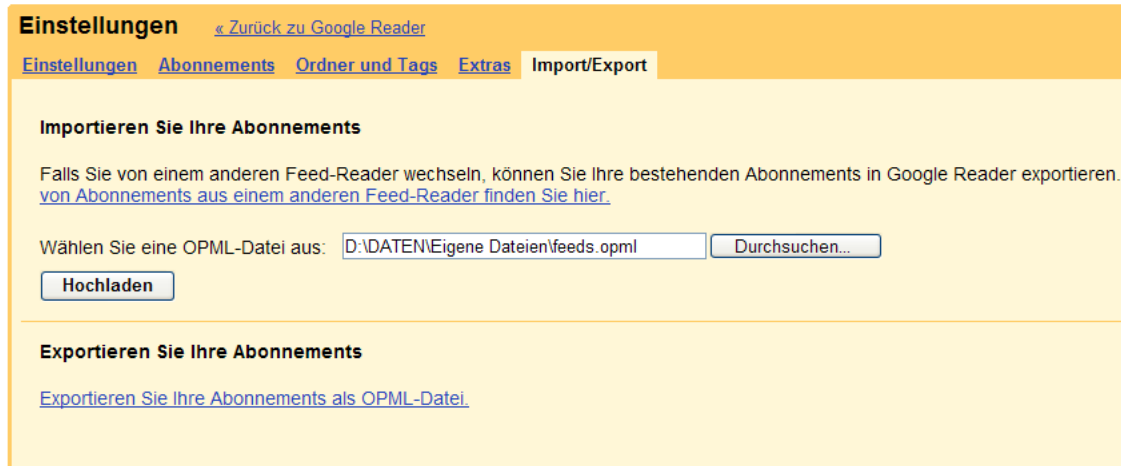 Einstellungen « Zurück zu Google Reader
Einstellungen Abonnements Ordner und Tags Extras Import/Export
Importieren Sie Ihre Abonnements
Falls Sie von einem anderen Feed-Reader wechseln, können Sie Ihre bestehenden Abonnements in Google Reader exportieren.
von Abonnements aus einem anderen Feed-Reader finden Sie hier.
Wählen Sie eine OPML-Datei aus: D:\DATEN\Eigene Dateien\feeds.opml Durchsuchen...
Hochladen
Exportieren Sie Ihre Abonnements
Exportieren Sie Ihre Abonnements als OPML-Datei.